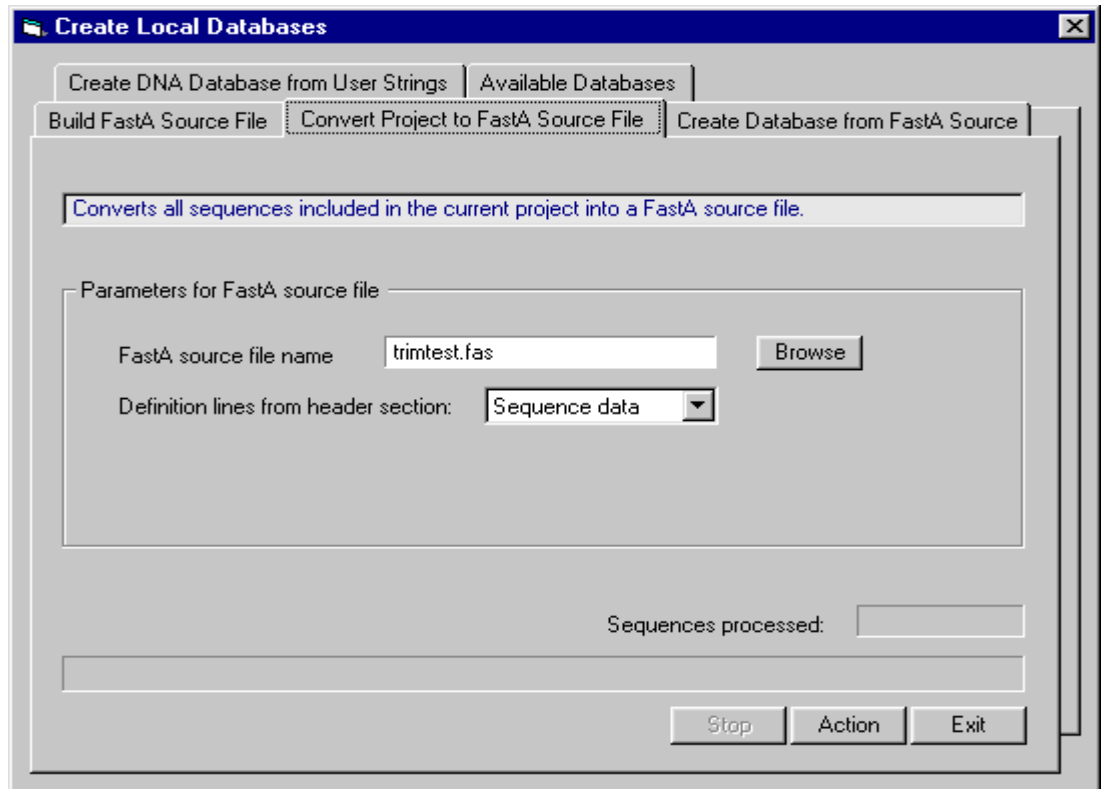 Create Local Databases
Create DNA Database from User Strings Available Databases
Build FastA Source File Convert Project to FastA Source File Create Database from FastA Source
Converts all sequences included in the current project into a FastA source file.
Parameters for FastA source file
FastA source file name trimtest.fas Browse
Definition lines from header section: Sequence data
Sequences processed:
Stop Action Exit